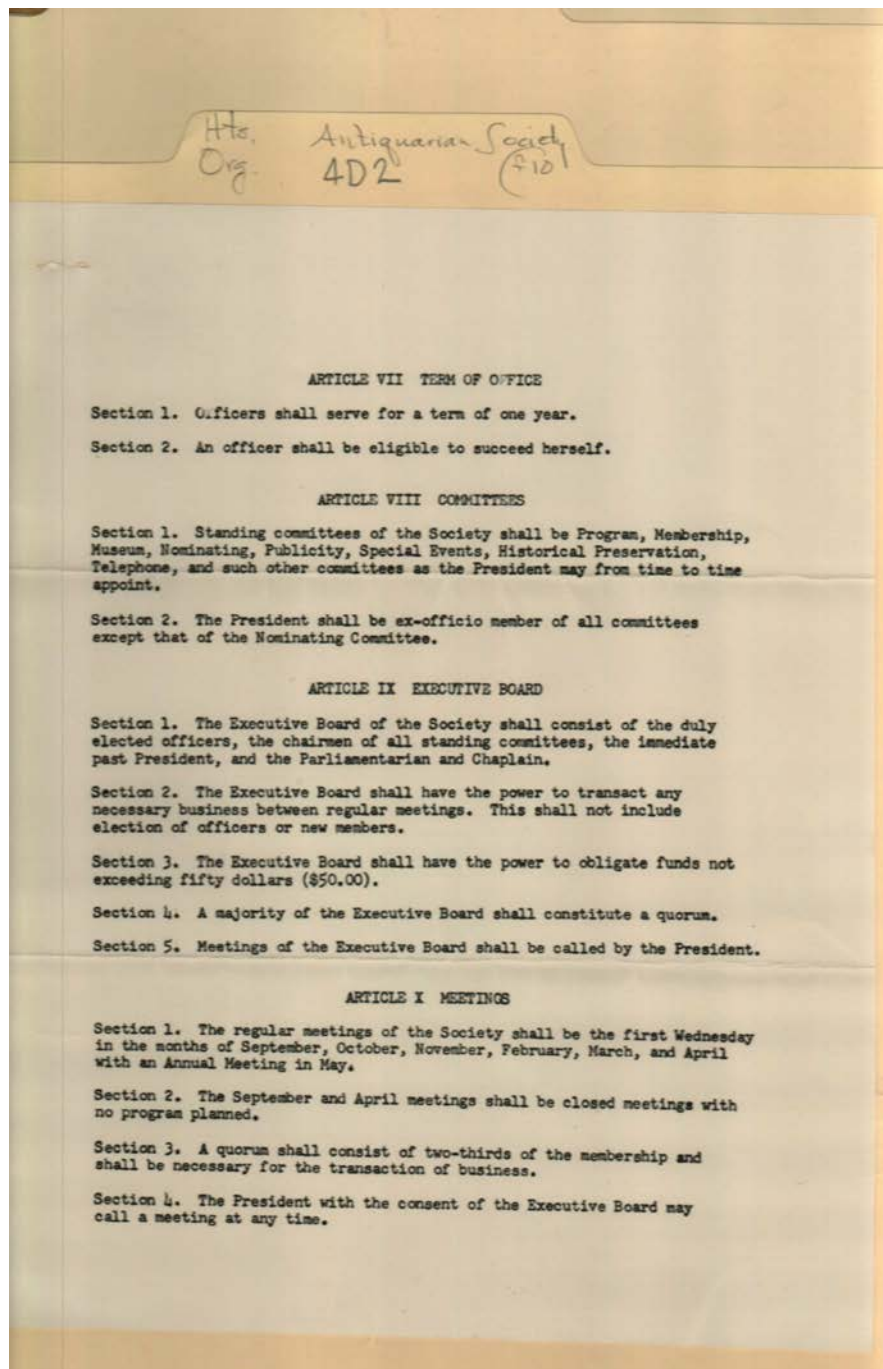 Hts. Antiquarian Society
Org. 4D2 (f10
ARTICLE VII TERM OF OFFICE
Section 1. Officers shall serve for a term of one year.
Section 2. An officer shall be eligible to succeed herself.
ARTICLE VIII COMMITTEES
Section 1. Standing committees of the Society shall be Program, Membership,
Museum, Nominating, Publicity, Special Events, Historical Preservation,
Telephone, and such other committees as the President may from time to time
appoint.
Section 2. The President shall be ex-officio member of all committees
except that of the Nominating Committee.
ARTICLE IX EXECUTIVE BOARD
Section 1. The Executive Board of the Society shall consist of the duly
elected officers, the chairmen of all standing committees, the immediate
past President, and the Parliamentarian and Chaplain.
Section 2. The Executive Board shall have the power to transact any
necessary business between regular meetings. This shall not include
election of officers or new members.
Section 3. The Executive Board shall have the power to obligate funds not
exceeding fifty dollars ($50.00).
Section 4. A majority of the Executive Board shall constitute a quorum.
Section 5. Meetings of the Executive Board shall be called by the President.
ARTICLE X MEETINGS
Section 1. The regular meetings of the Society shall be the first Wednesday
in the months of September, October, November, February, March, and April
with an Annual Meeting in May.
Section 2. The September and April meetings shall be closed meetings with
no program planned.
Section 3. A quorum shall consist of two-thirds of the membership and
shall be necessary for the transaction of business.
Section 4. The President with the consent of the Executive Board may
call a meeting at any time.